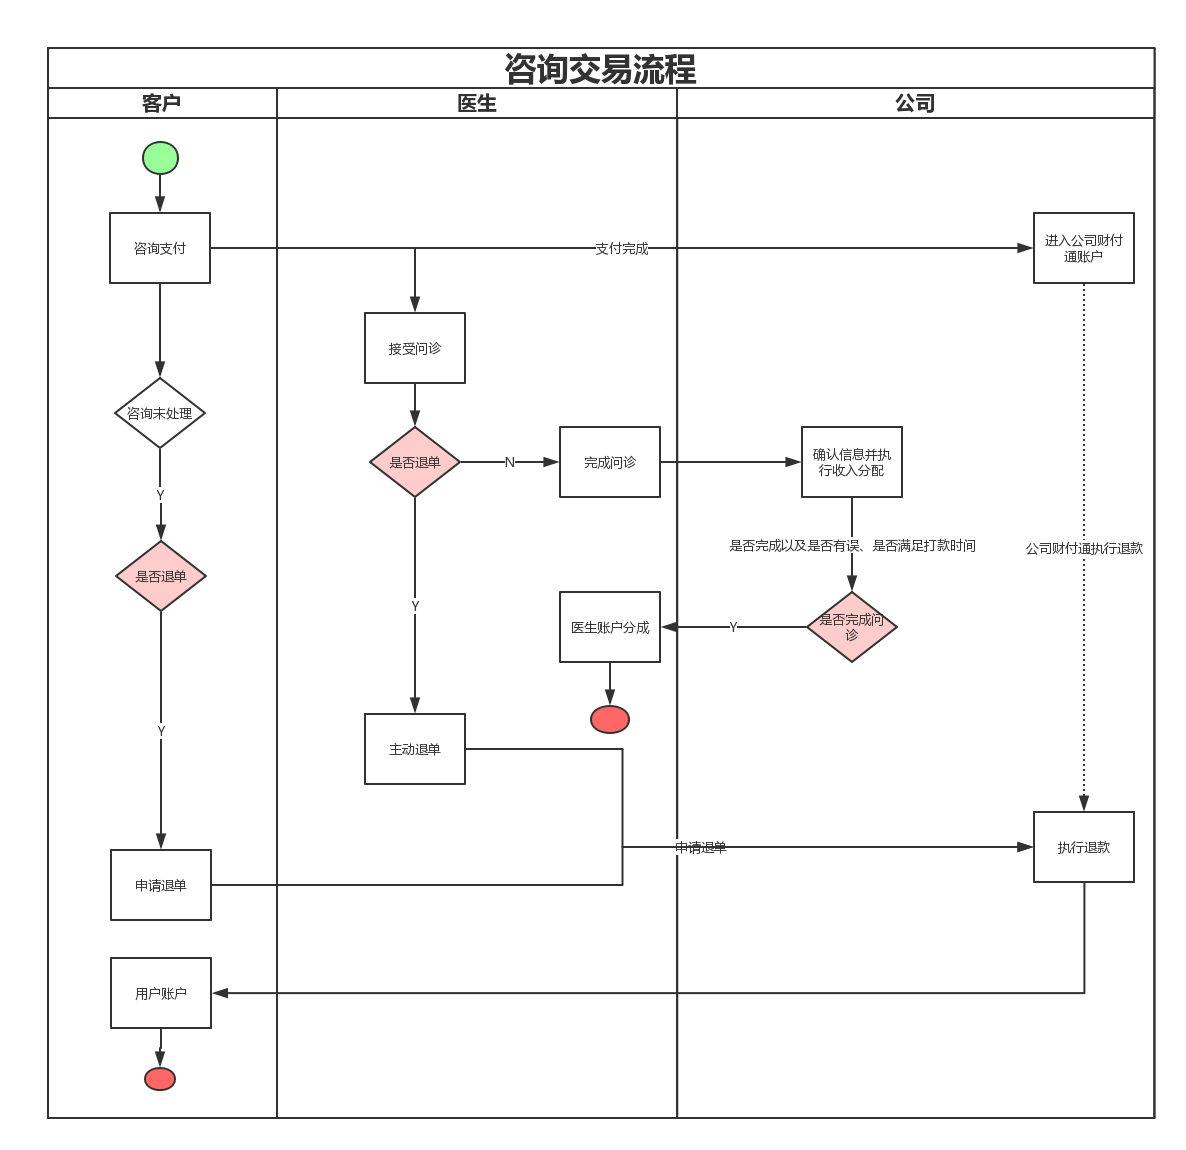 咨询交易流程
客户
医生
公司
咨询支付
支付完成
进入公司财付
通账户
接受问诊
咨询未处理
是否退单
N
完成问诊
确认信息并执
行收入分配
Y
是否完成以及是否有误、是否满足打款时间
公司财付通执行退款
是否退单
Y
医生账户分成
Y
是否完成问
诊
Y
主动退单
申请退单
执行退款
申请退单
用户账户